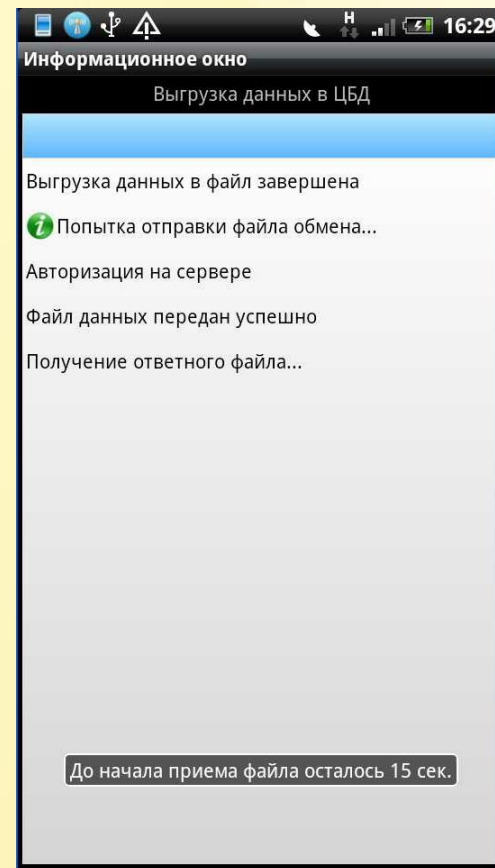 H 16:29
Информационное окно
Выгрузка данных в ЦБД
Выгрузка данных в файл завершена
Попытка отправки файла обмена...
Авторизация на сервере
Файл данных передан успешно
Получение ответного файла...
До начала приема файла осталось 15 сек.